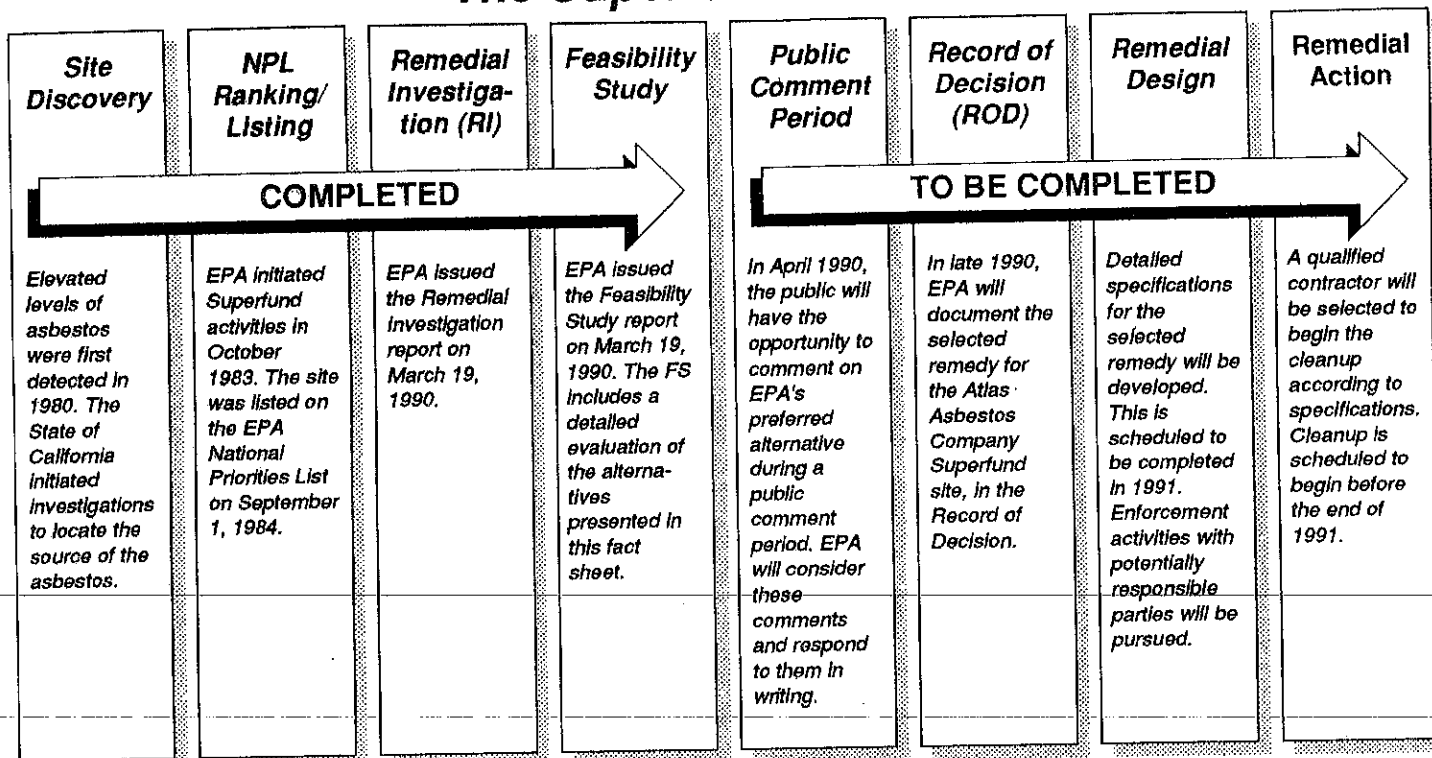 The Super
Site
Discovery
Elevated
levels of
asbestos
were first
detected in
1980. The
State of
California
initiated
investigations
to locate the
source of the
asbestos.
NPL
Ranking/
Listing
EPA initiated
Superfund
activities in
October
1983. The site
was listed on
the EPA
National
Priorities List
on September
1, 1984.
Remedial
Investiga-
tion (RI)
EPA issued
the Remedial
Investigation
report on
March 19,
1990.
Feasibility
Study
EPA issued
the Feasibility
Study report
on March 19,
1990. The FS
includes a
detailed
evaluation of
the alterna-
tives
presented in
this fact
sheet.
COMPLETED
Public
Comment
Period
In April 1990,
the public will
have the
opportunity to
comment on
EPA's
preferred
alternative
during a
public
comment
period. EPA
will consider
these
comments
and respond
to them in
writing.
Record of
Decision
(ROD)
In late 1990,
EPA will
document the
selected
remedy for
the Atlas
Asbestos
Company
Superfund
site, in the
Record of
Decision.
Remedial
Design
Detailed
specifications
for the
selected
remedy will be
developed.
This is
scheduled to
be completed
in 1991.
Enforcement
activities with
potentially
responsible
parties will be
pursued.
Remedial
Action
A qualified
contractor will
be selected to
begin the
cleanup
according to
specifications.
Cleanup is
scheduled to
begin before
the end of
1991.
TO BE COMPLETED